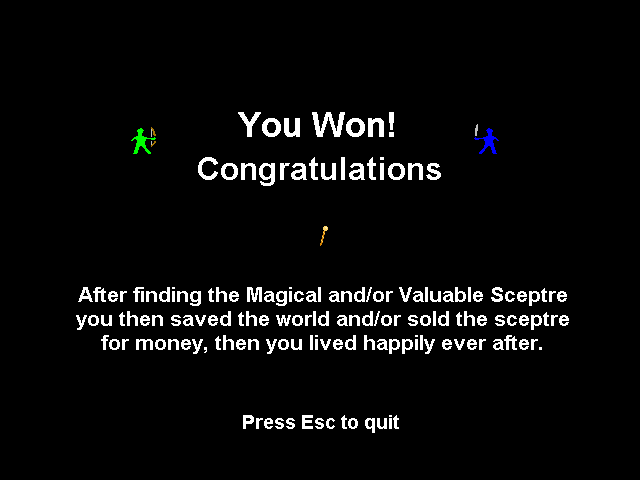 You Won!
Congratulations
After finding the Magical and/or Valuable Sceptre
you then saved the world and/or sold the sceptre
for money, then you lived happily ever after.
Press Esc to quit